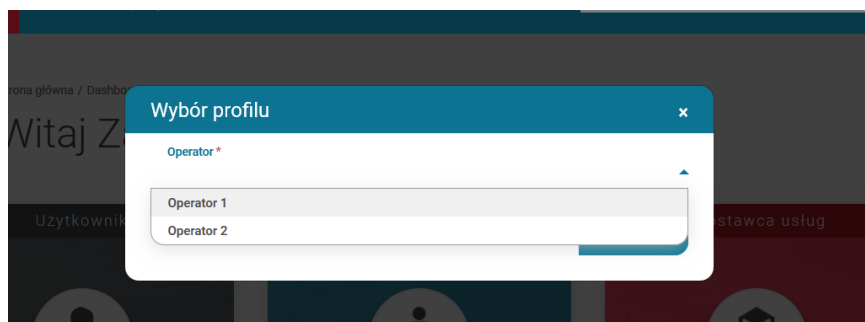 rona główna / Dashbo
Wybór profilu
×
Witaj Z
Operator *
Operator 1
Operator 2
Użytkownik
stawca usług